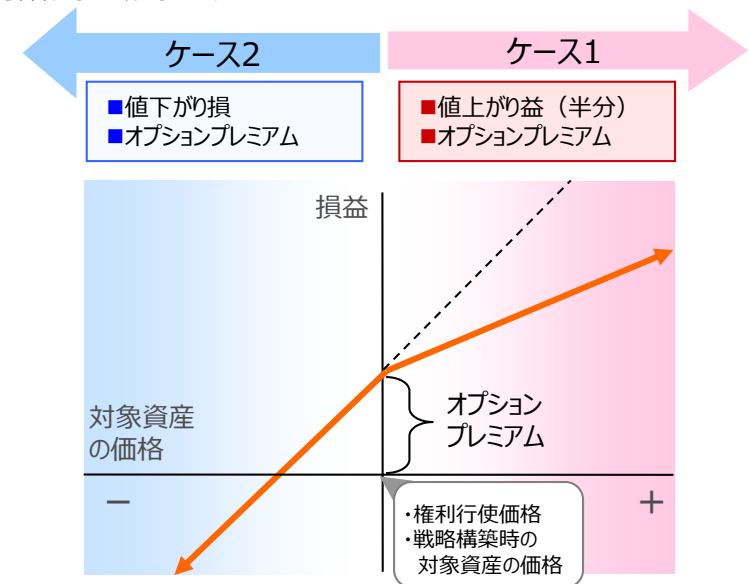 ケース2
ケース1
■値下がり損
■オプションプレミアム
■値上がり益（半分）
■オプションプレミアム
損益
対象資産
の価格
オプション
プレミアム
－
＋
・権利行使価格
・戦略構築時の
対象資産の価格